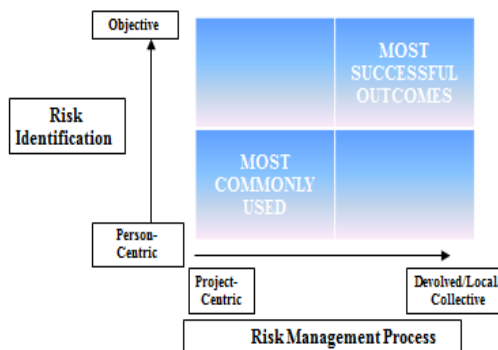 Objective
MOST
SUCCESSFUL
OUTCOMES
Risk
Identification
MOST
COMMONLY
USED
Person-
Centric
Project-
Centric
Devolved/Local/
Collective
Risk Management Process